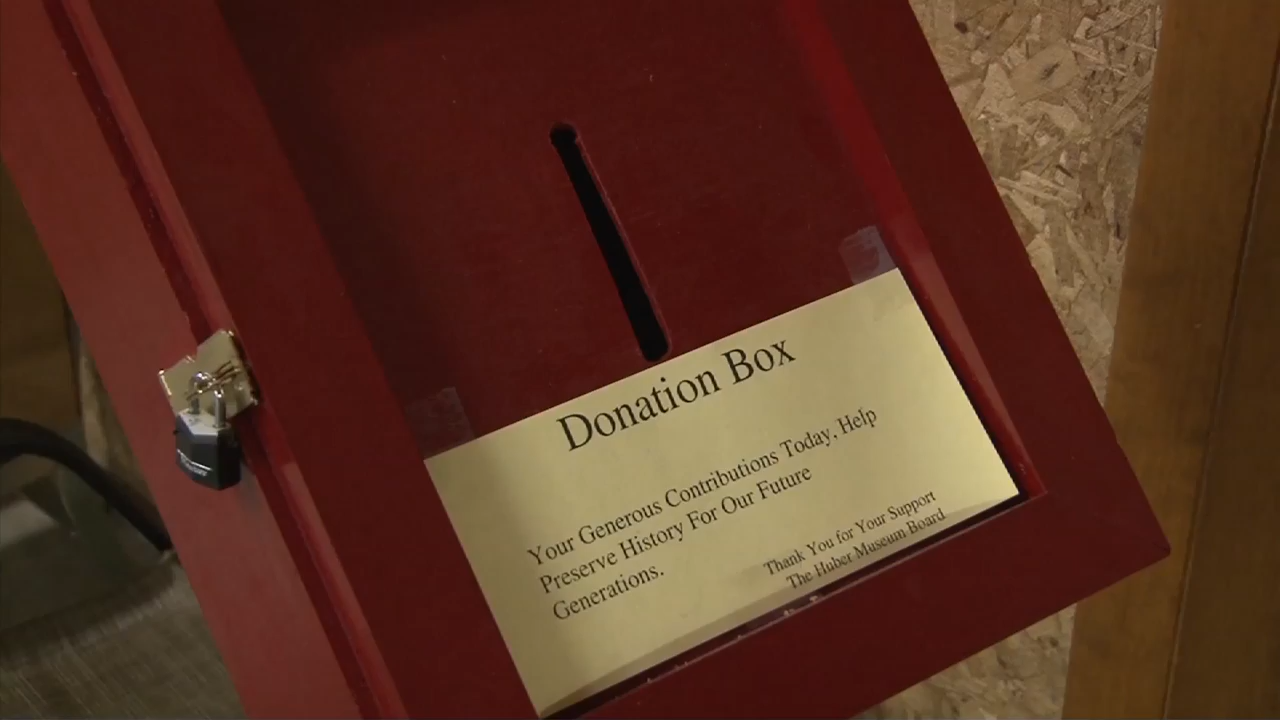 Donation Box
Your Generous Contributions Today, Help
Preserve History For Our Future
Generations.
Thank You for Your Support
The Huber Museum Board